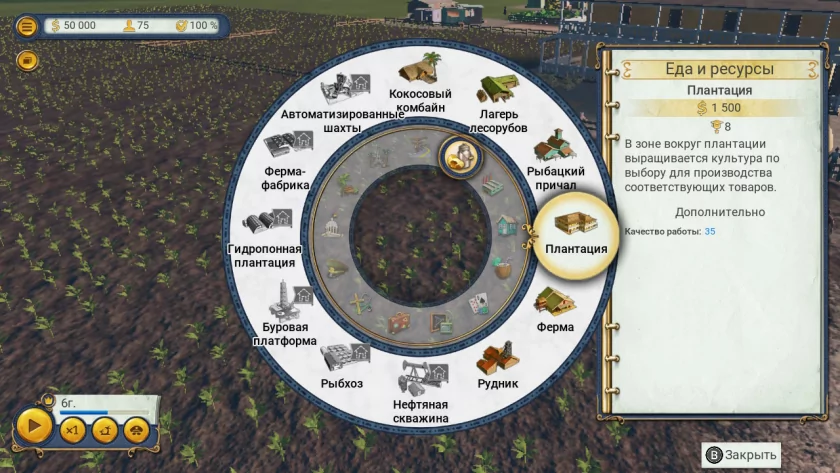 50 000 75 100 %
Кокосовый
комбайн
Лагерь
лесорубов
Рыбацкий
причал
Плантация
Ферма
Рудник
Нефтяная
скважина
Рыбхоз
Буровая
платформа
Гидропонная
плантация
Ферма-
фабрика
Автоматизированные
шахты
Еда и ресурсы
Плантация
1 500
8
В зоне вокруг плантации
выращивается культура по
выбору для производства
соответствующих товаров.
Дополнительно
Качество работы: 35
6г.
x1
B Закрыть